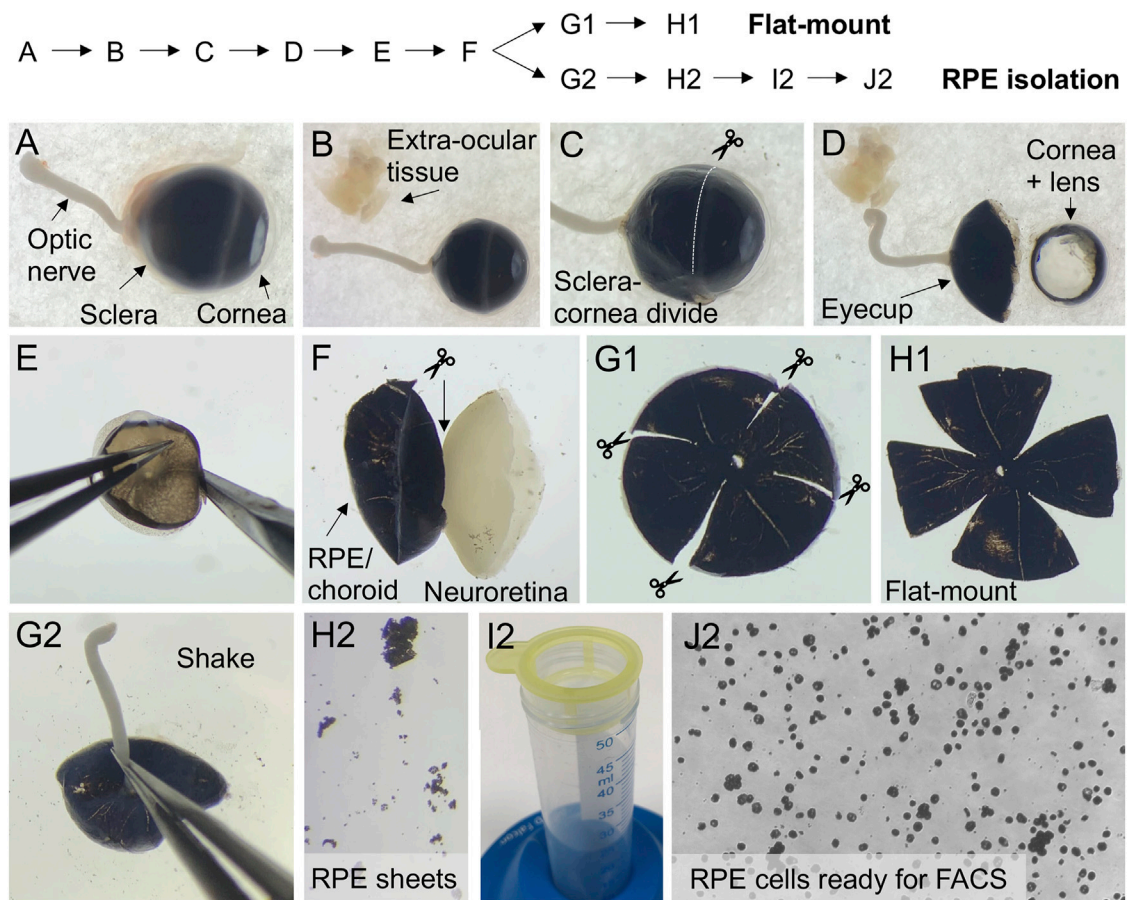 G1 → H1 Flat-mount
A → B → C → D → E → F
G2 → H2 → I2 → J2 RPE isolation
A
Optic
nerve
Sclera
Cornea
B
Extra-ocular
tissue
C
Sclera-
cornea divide
D
Cornea
+ lens
Eyecup
E
F
RPE/
choroid
Neuroretina
G1
H1
Flat-mount
G2
Shake
H2
RPE sheets
I2
50
45
ml
40
35
30
Falcon
J2
RPE cells ready for FACS